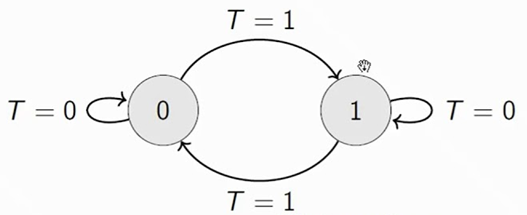 T = 1
T = 0
0
1
T = 0
T = 1